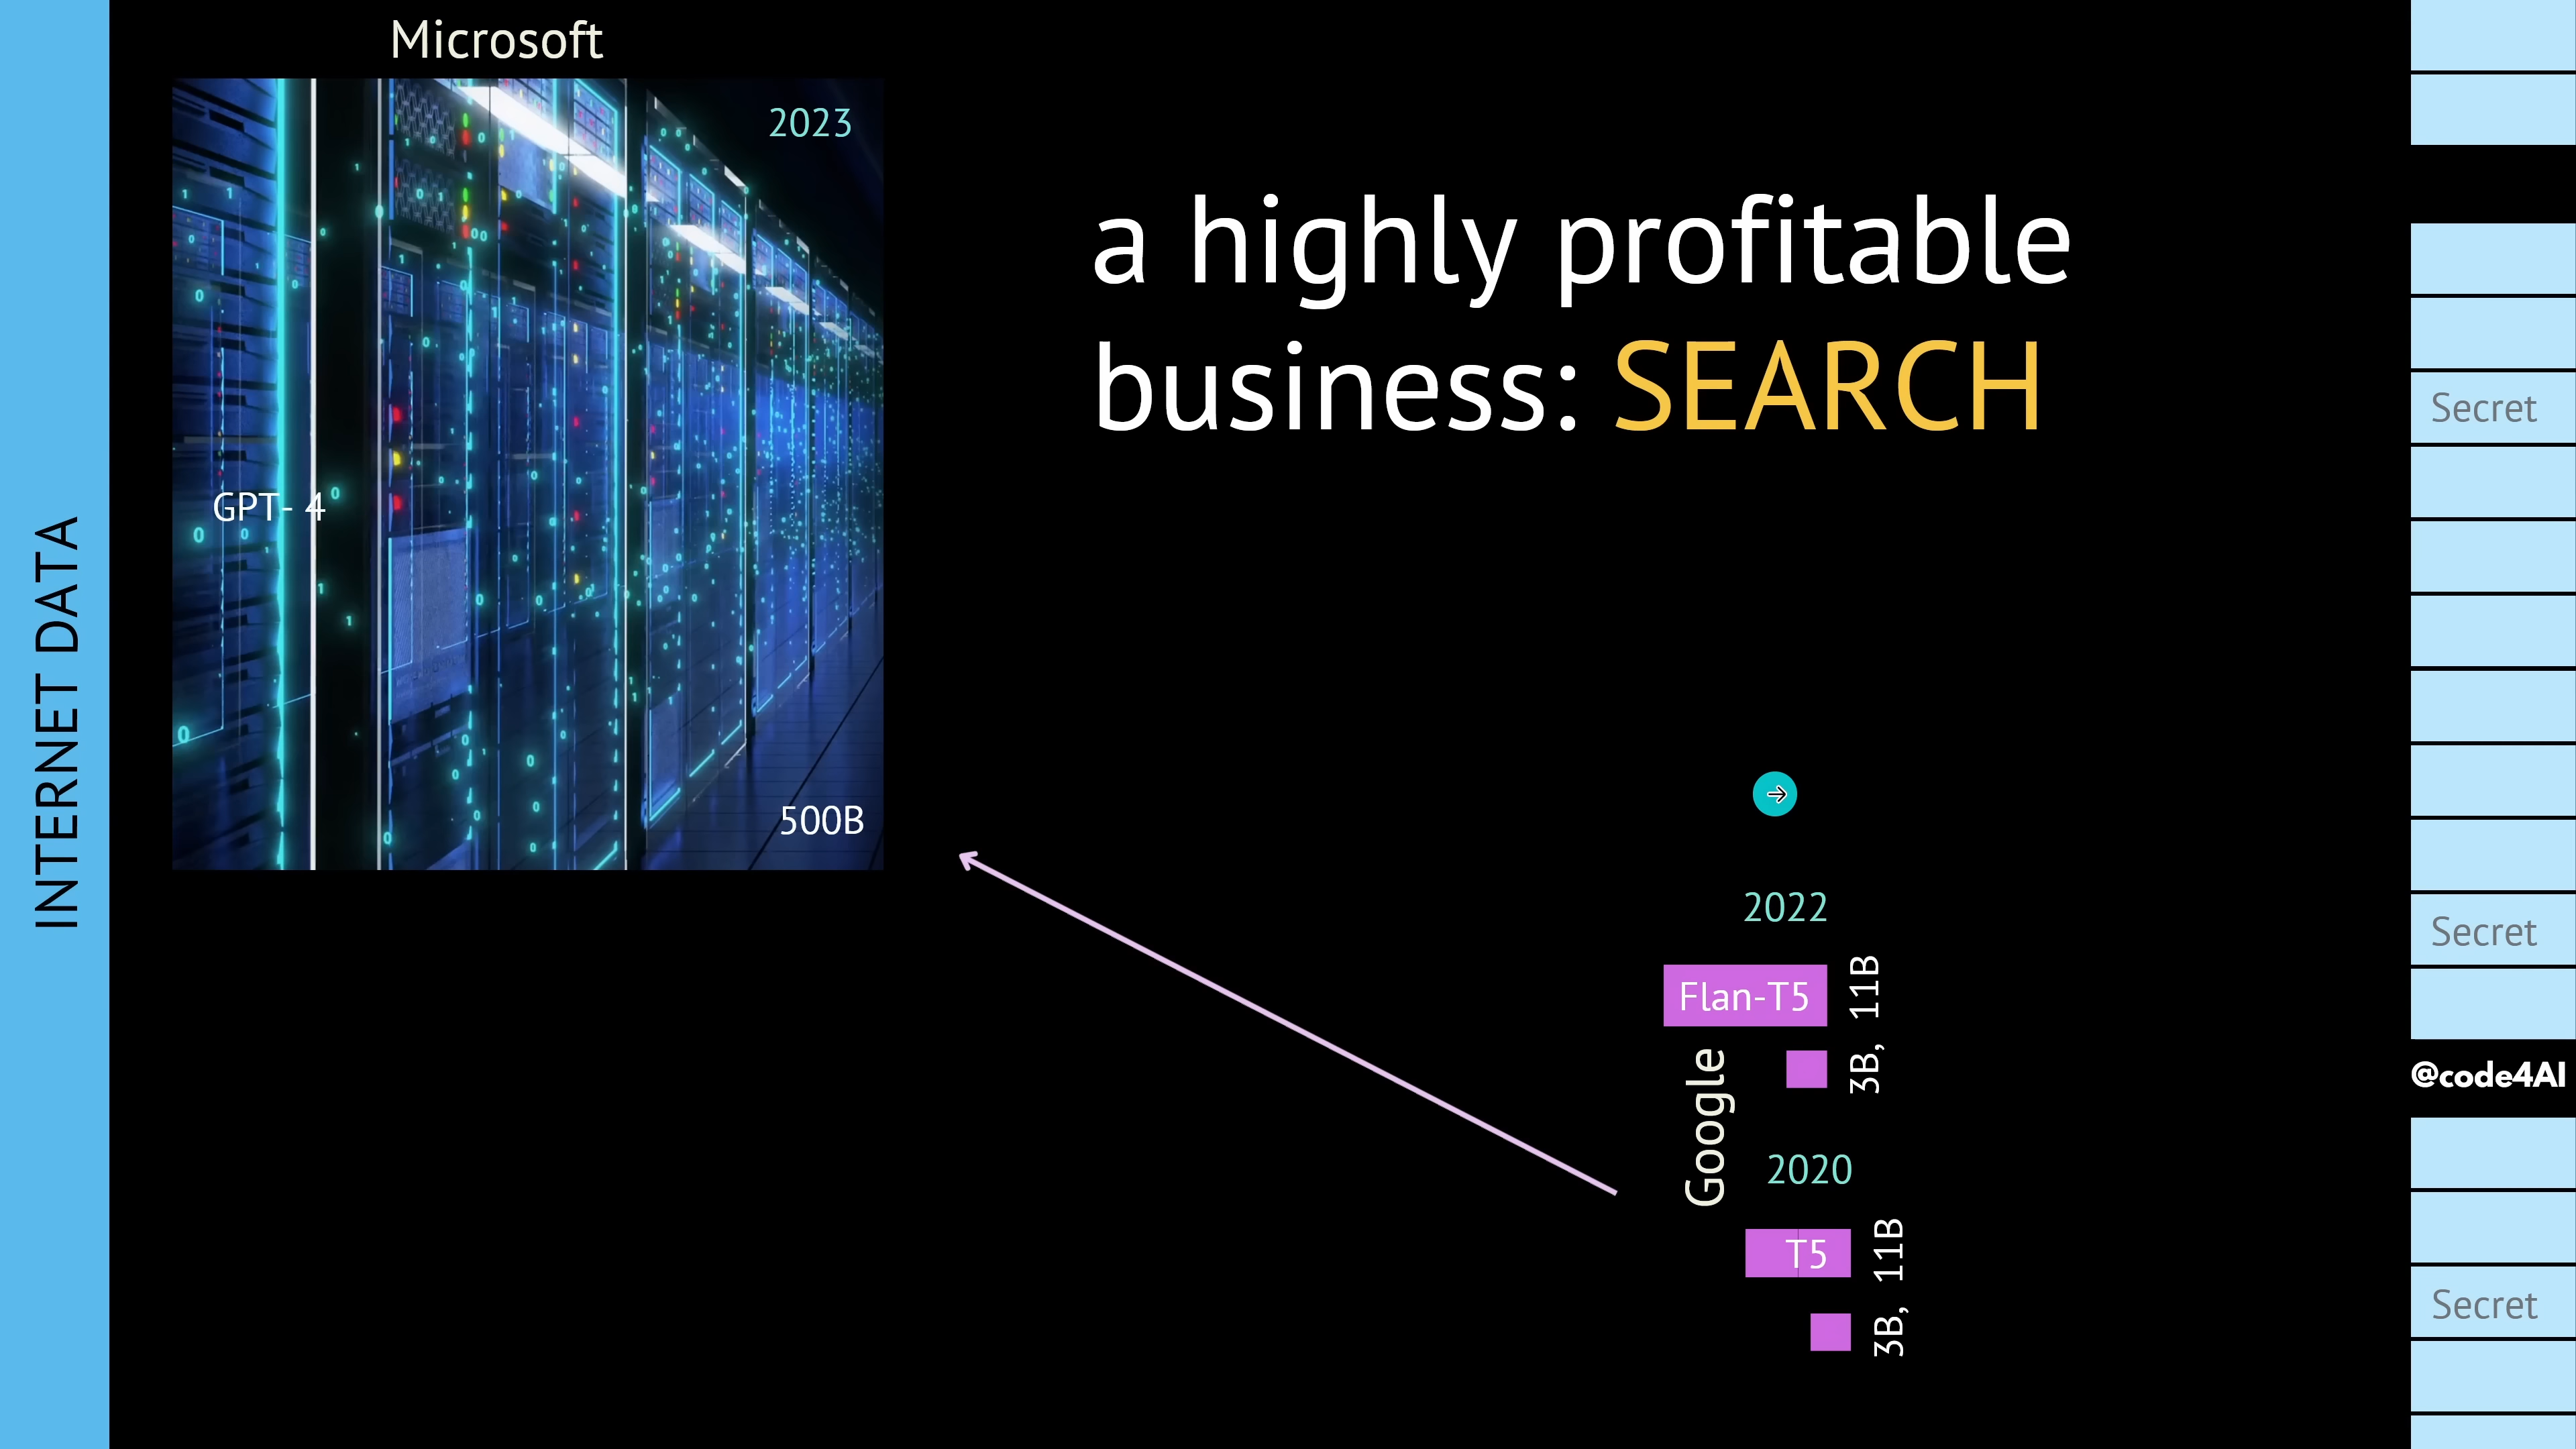 Microsoft
2023
GPT- 4
500B
INTERNET DATA
a highly profitable
business: SEARCH
2022
Flan-T5
3B, 11B
Google
2020
T5
3B, 11B
Secret
Secret
@code4AI
Secret